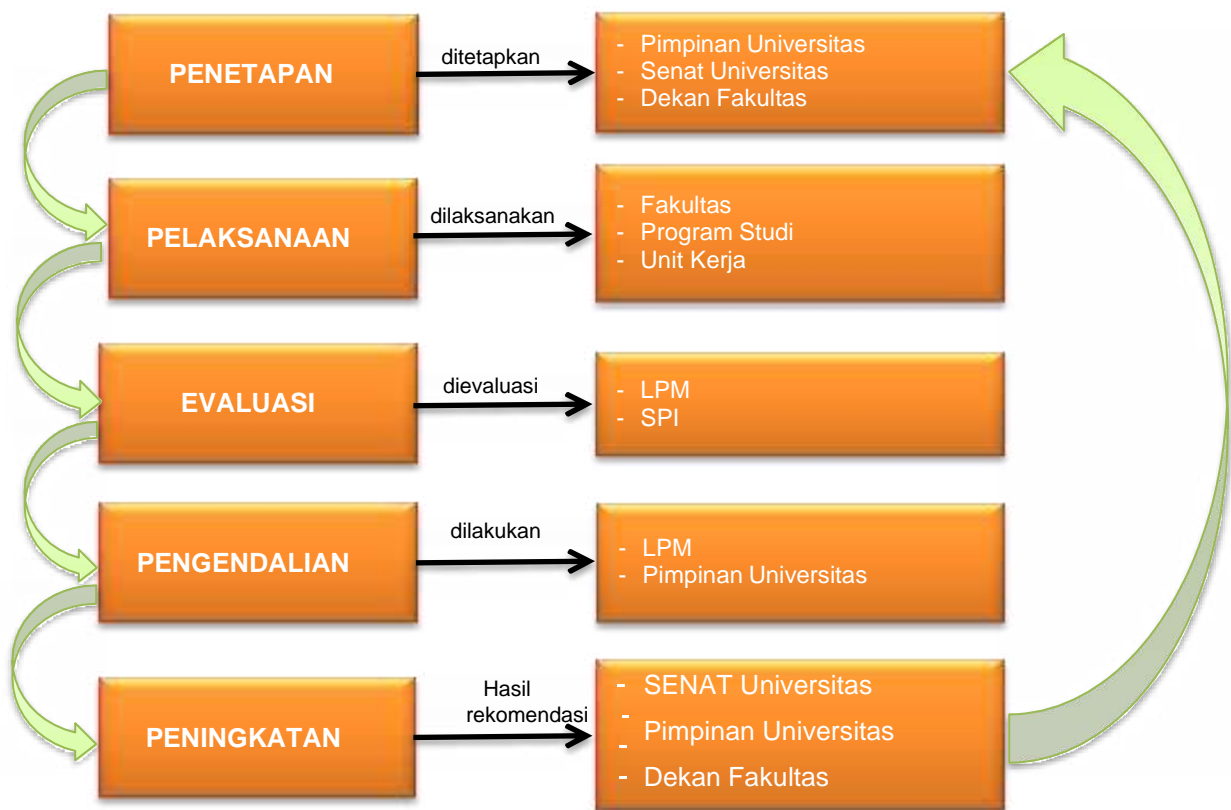 PENETAPAN
ditetapkan
- Pimpinan Universitas
- Senat Universitas
- Dekan Fakultas
PELAKSANAAN
dilaksanakan
- Fakultas
- Program Studi
- Unit Kerja
EVALUASI
dievaluasi
- LPM
- SPI
PENGENDALIAN
dilakukan
- LPM
- Pimpinan Universitas
PENINGKATAN
Hasil
rekomendasi
- SENAT Universitas
- Pimpinan Universitas
-
- Dekan Fakultas